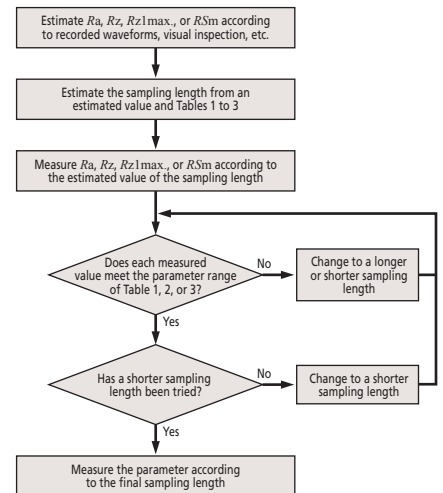 Estimate Ra, Rz, Rz1max., or RSm according
to recorded waveforms, visual inspection, etc.
Estimate the sampling length from an
estimated value and Tables 1 to 3
Measure Ra, Rz, Rz1max., or RSm according to
the estimated value of the sampling length
Does each measured
value meet the parameter range
of Table 1, 2, or 3?
No
Change to a longer
or shorter sampling
length
Yes
Has a shorter sampling
length been tried?
No
Change to a shorter
sampling length
Yes
Measure the parameter according
to the final sampling length